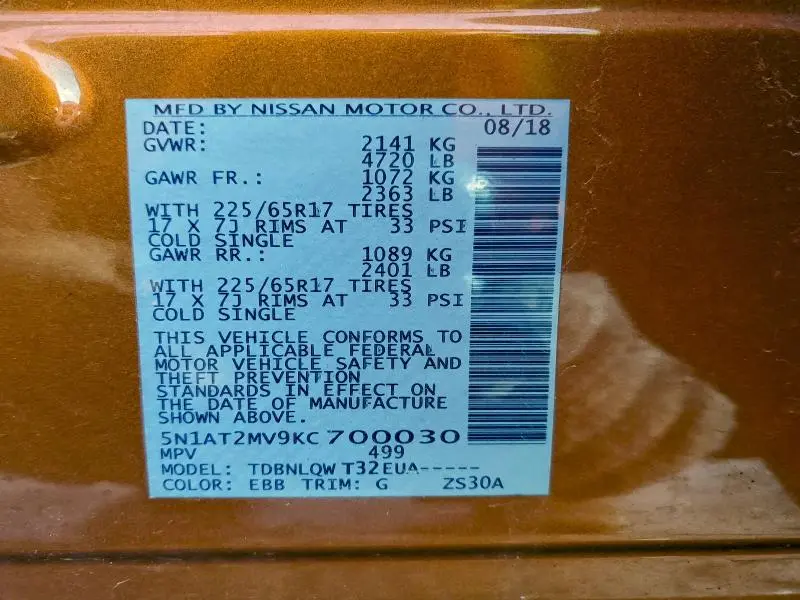 MFD BY NISSAN MOTOR CO., LTD.
DATE: 08/18
GVWR: 2141 KG
4720 LB
GAWR FR.: 1072 KG
2363 LB
WITH 225/65R17 TIRES
17 X 7J RIMS AT 33 PSI
COLD SINGLE
GAWR RR.: 1089 KG
2401 LB
WITH 225/65R17 TIRES
17 X 7J RIMS AT 33 PSI
COLD SINGLE
THIS VEHICLE CONFORMS TO
ALL APPLICABLE FEDERAL
MOTOR VEHICLE SAFETY AND
THEFT PREVENTION
STANDARDS IN EFFECT ON
THE DATE OF MANUFACTURE
SHOWN ABOVE.
5N1AT2MV9KC700030
MPV 499
MODEL: TDBNLQW T32EUA-----
COLOR: EBB TRIM: G ZS30A